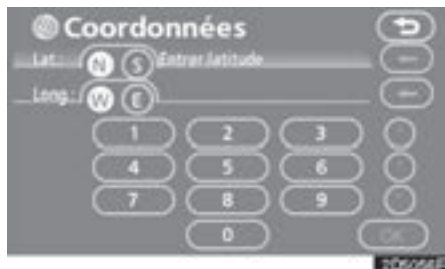 Coordonnées
Lat.: N S Entrer latitude
Long.: W E
1 2 3
4 5 6
7 8 9
0 OK